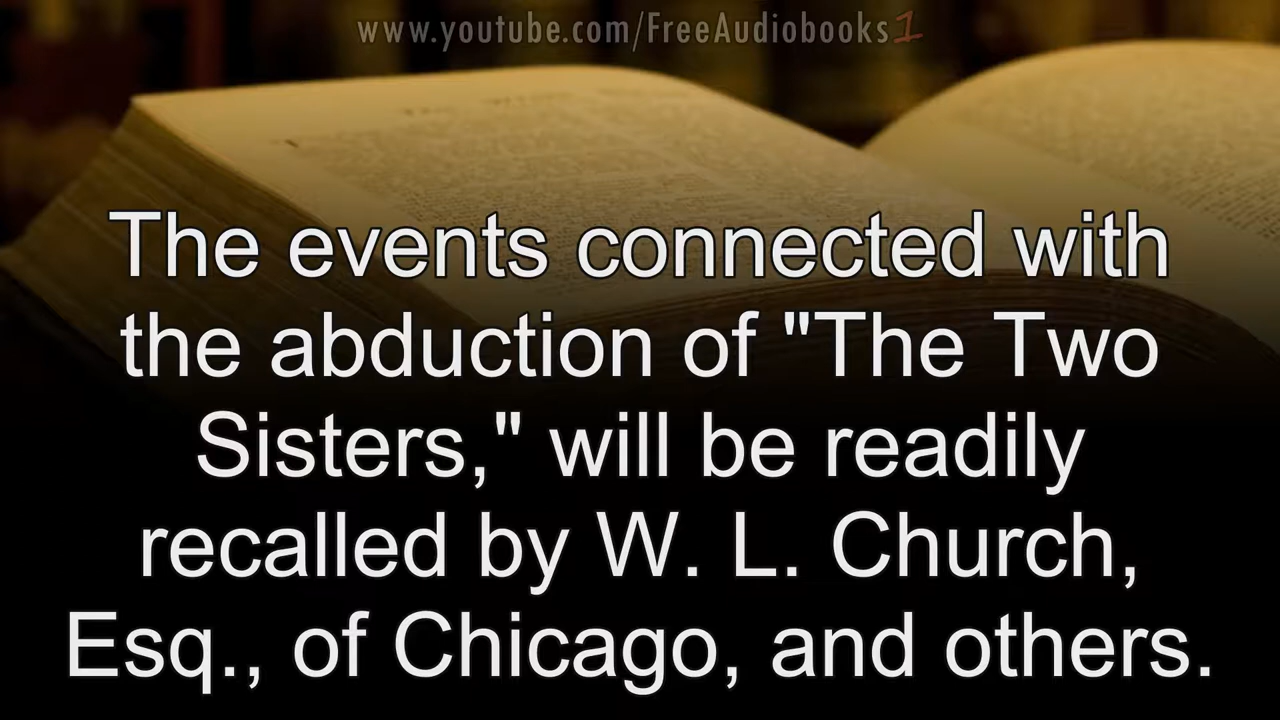 www.youtube.com/FreeAudiobooks1
The events connected with
the abduction of "The Two
Sisters," will be readily
recalled by W. L. Church,
Esq., of Chicago, and others.